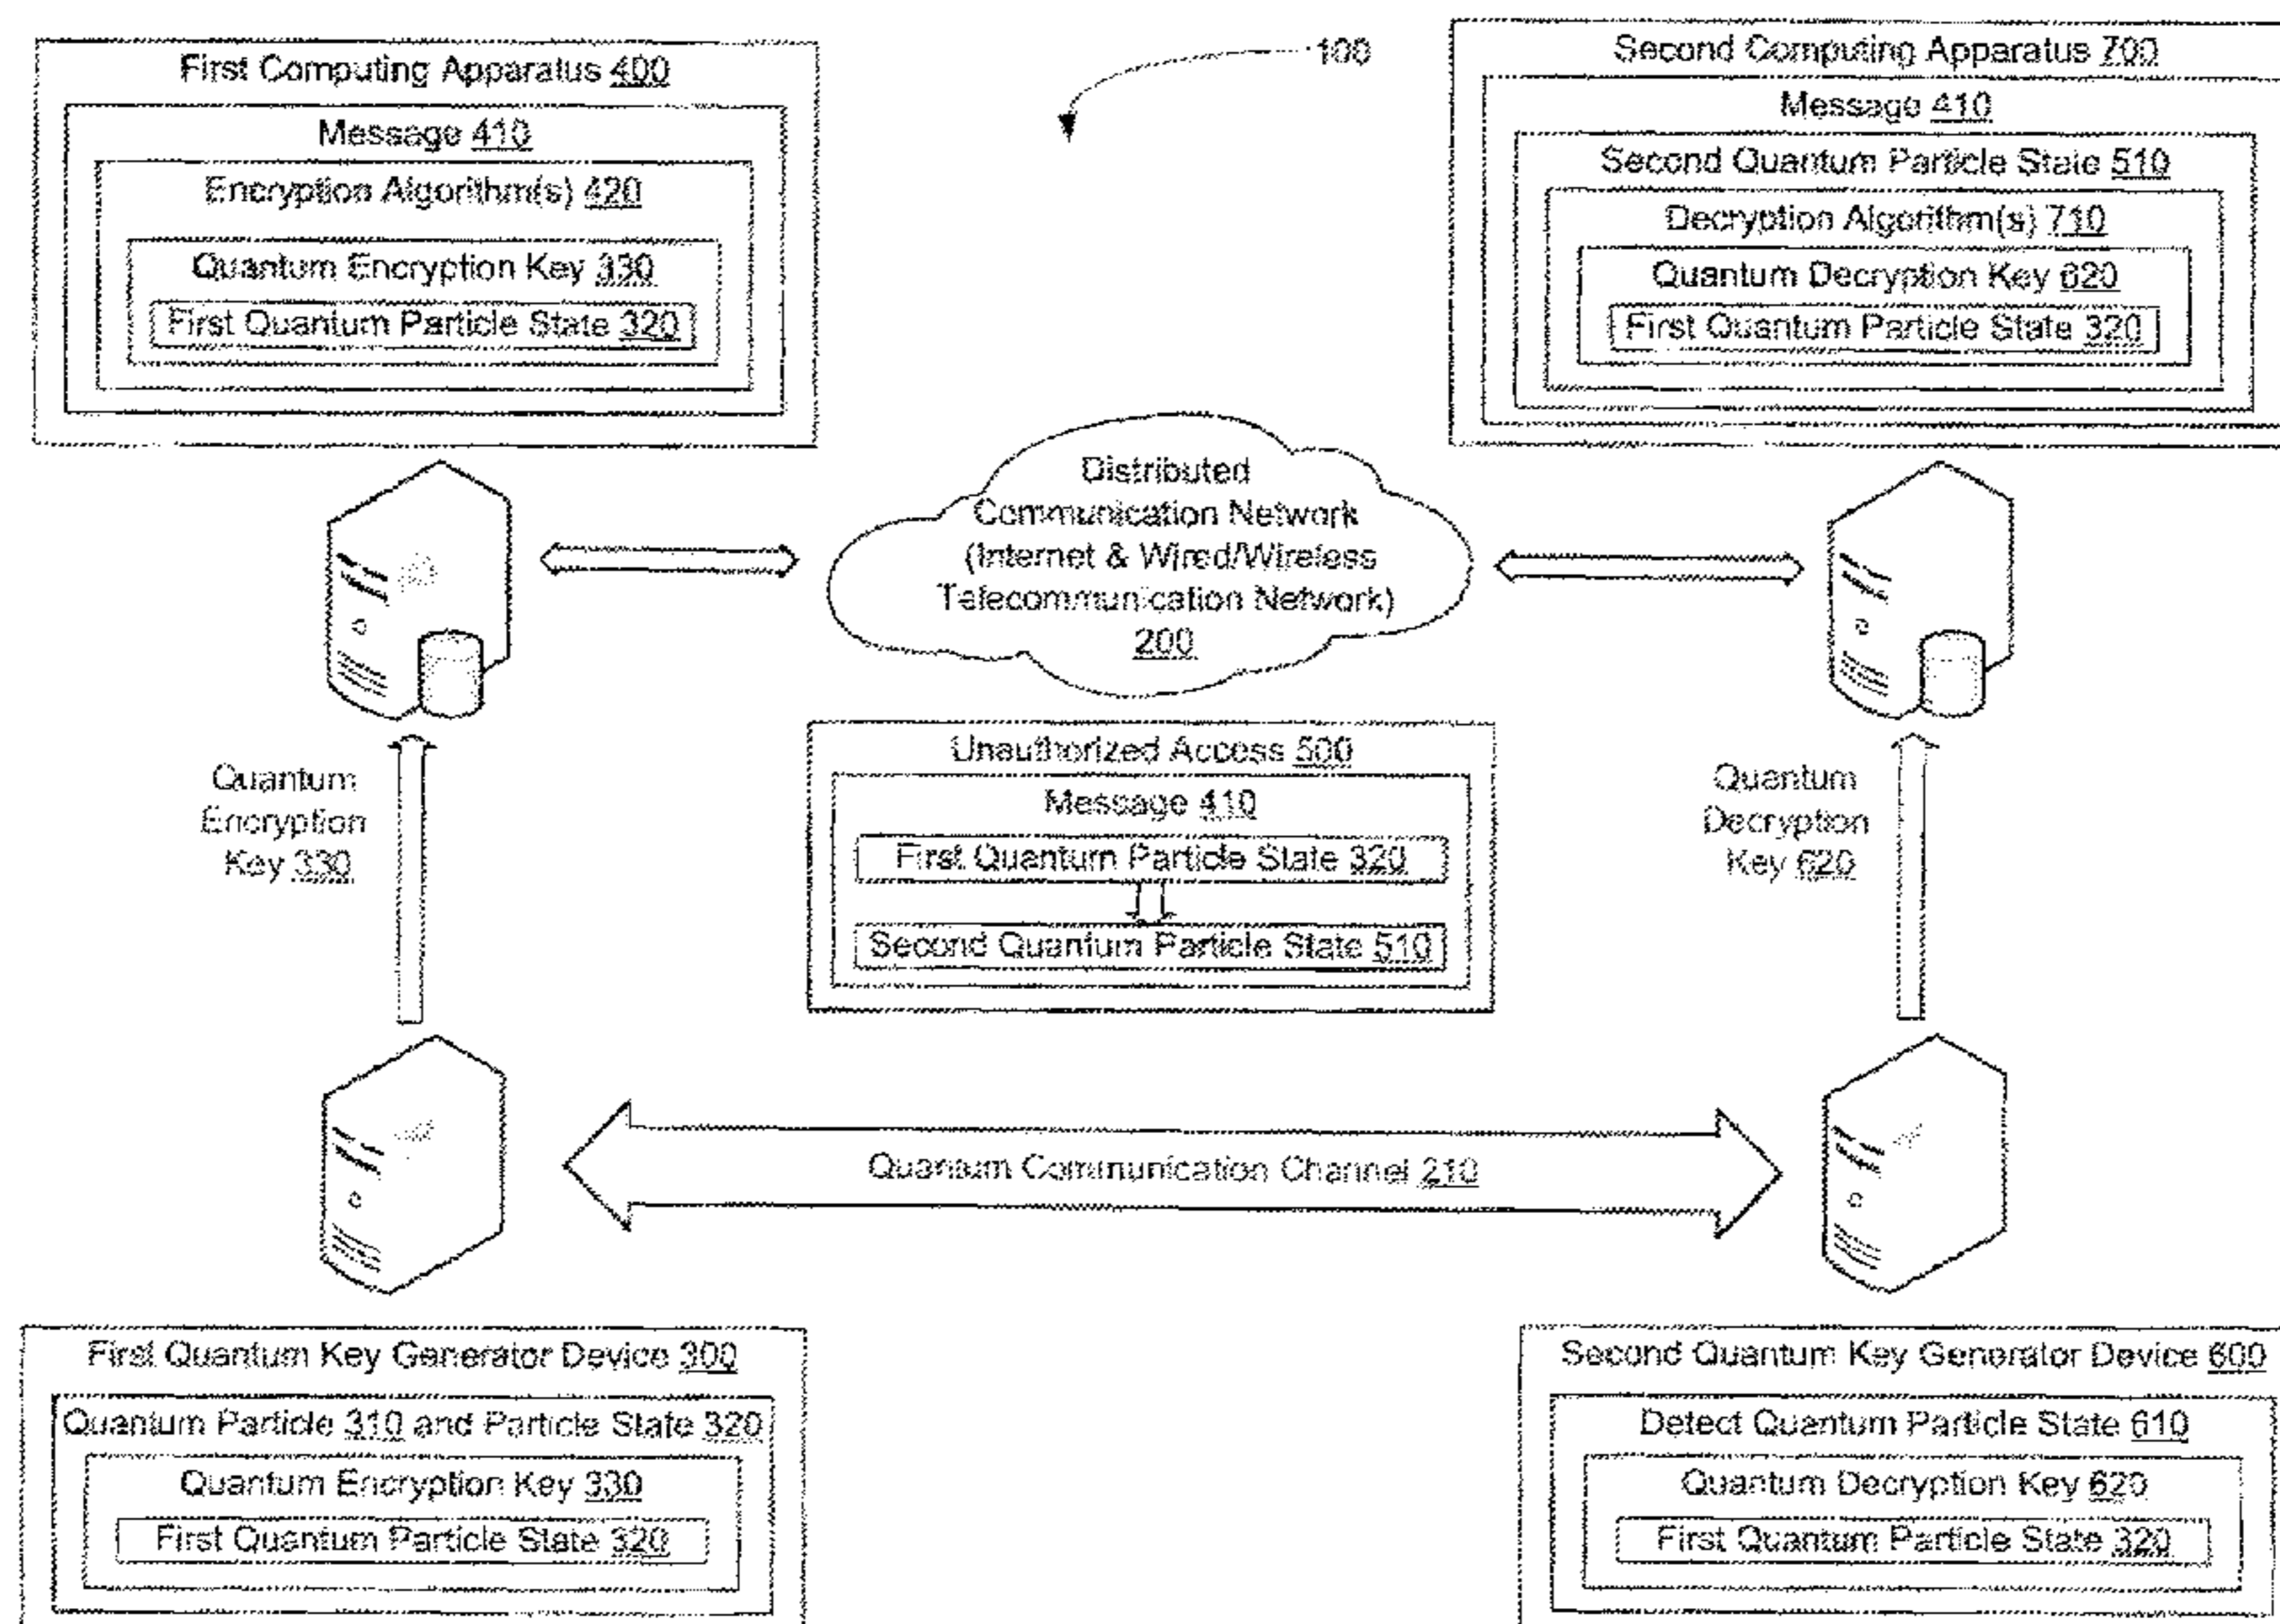 100
First Computing Apparatus 400
Message 410
Encryption Algorithm(s) 420
Quantum Encryption Key 330
First Quantum Particle State 320
Second Computing Apparatus 700
Message 410
Second Quantum Particle State 510
Decryption Algorithm(s) 710
Quantum Decryption Key 620
First Quantum Particle State 320
Distributed
Communication Network
(Internet & Wired/Wireless
Telecommunication Network)
200
Quantum
Encryption
Key 330
Unauthorized Access 500
Message 410
First Quantum Particle State 320
Second Quantum Particle State 510
Quantum
Decryption
Key 620
Quantum Communication Channel 210
First Quantum Key Generator Device 300
Quantum Particle 310 and Particle State 320
Quantum Encryption Key 330
First Quantum Particle State 320
Second Quantum Key Generator Device 600
Detect Quantum Particle State 610
Quantum Decryption Key 620
First Quantum Particle State 320